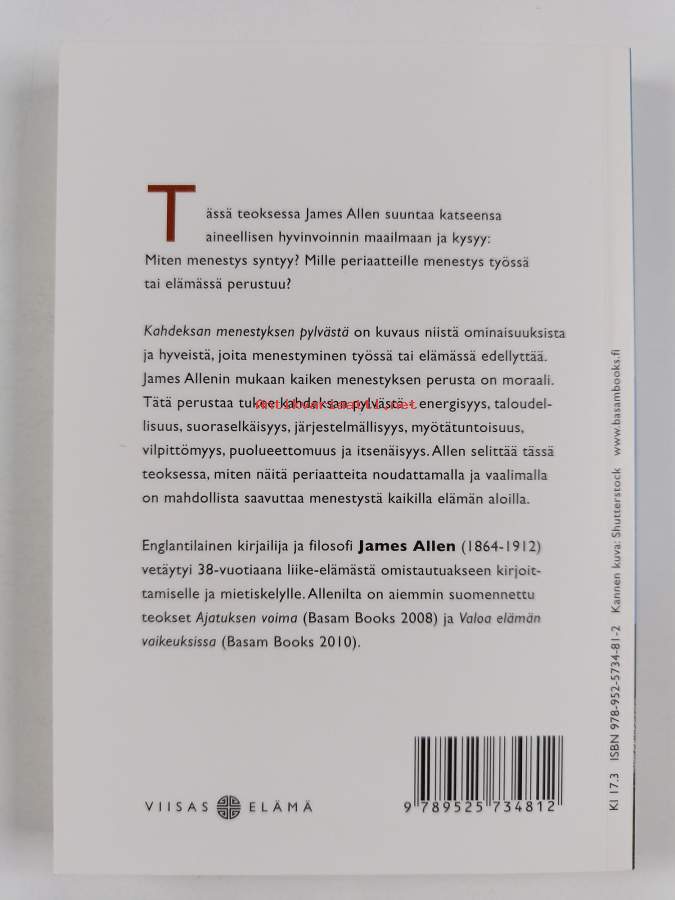 Tässä teoksessa James Allen suuntaa katseensa
aineellisen hyvinvoinnin maailmaan ja kysyy:
Miten menestys syntyy? Mille periaatteille menestys työssä
tai elämässä perustuu?
Kahdeksan menestyksen pylvästä on kuvaus niistä ominaisuuksista
ja hyveistä, joita menestyminen työssä tai elämässä edellyttää.
James Allenin mukaan kaiken menestyksen perusta on moraali.
Tätä perustaa tukee kahdeksan pylvästä - energisyys, taloudel-
lisuus, suoraselkäisyys, järjestelmällisyys, myötätuntoisuus,
vilpittömyys, puolueettomuus ja itsenäisyys. Allen selittää tässä
teoksessa, miten näitä periaatteita noudattamalla ja vaalimalla
on mahdollista saavuttaa menestystä kaikilla elämän aloilla.
Englantilainen kirjailija ja filosofi James Allen (1864-1912)
vetäytyi 38-vuotiaana liike-elämästä omistautuakseen kirjoit-
tamiselle ja mietiskelylle. Allenilta on aiemmin suomennettu
teokset Ajatuksen voima (Basam Books 2008) ja Valoa elämän
vaikeuksissa (Basam Books 2010).
VIISAS ELÄMÄ
9 789525 734812
Kl 17.3 ISBN 978-952-5734-81-2 Kannen kuva: Shutterstock www.basambooks.fi
Antikvariaatti.net